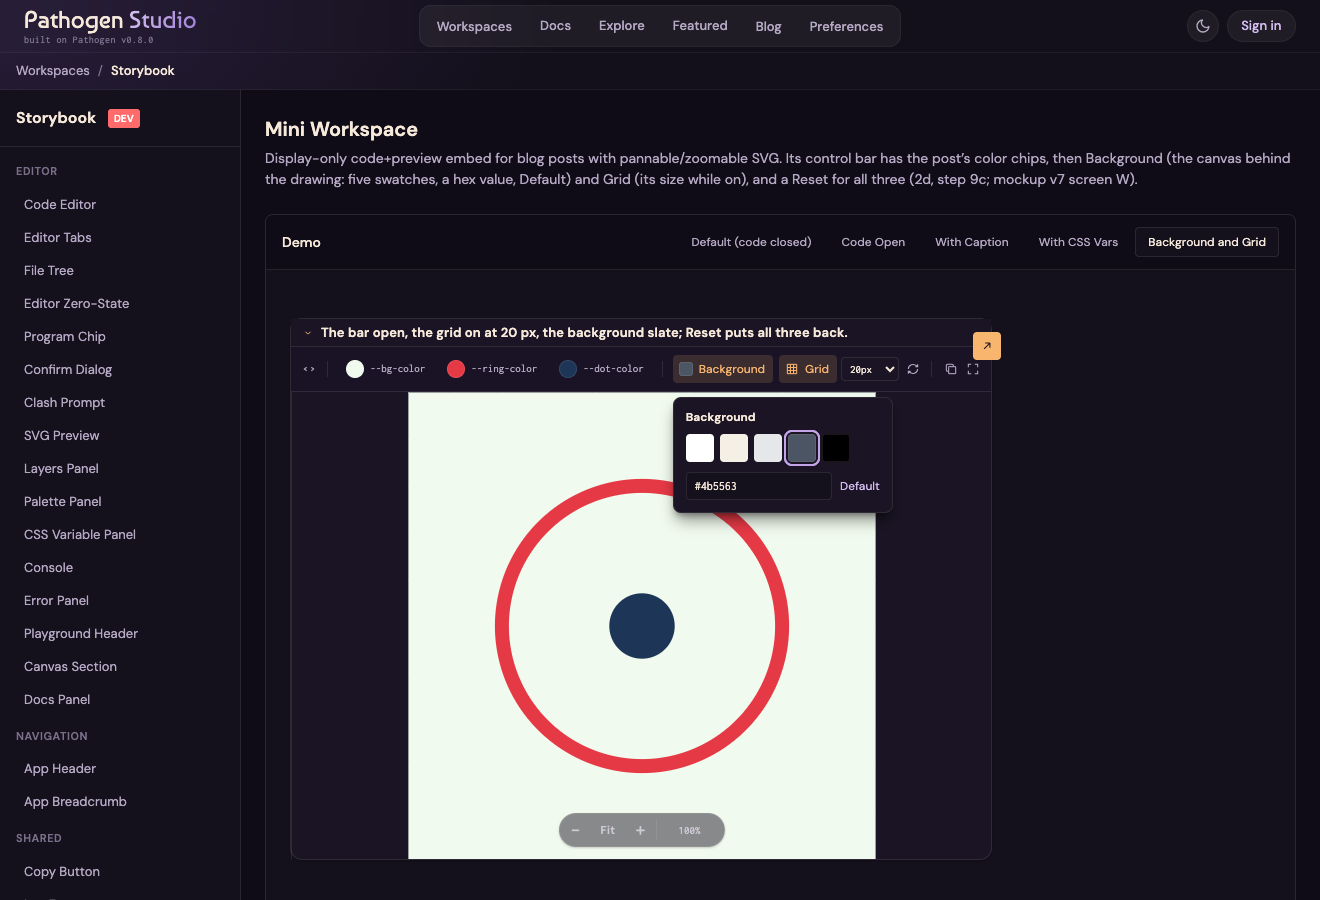 Pathogen Studio
built on Pathogen v0.8.0
Workspaces
Docs
Explore
Featured
Blog
Preferences
Sign in
Workspaces / Storybook
Storybook
DEV
EDITOR
Code Editor
Editor Tabs
File Tree
Editor Zero-State
Program Chip
Confirm Dialog
Clash Prompt
SVG Preview
Layers Panel
Palette Panel
CSS Variable Panel
Console
Error Panel
Playground Header
Canvas Section
Docs Panel
NAVIGATION
App Header
App Breadcrumb
SHARED
Copy Button
Mini Workspace
Display-only code+preview embed for blog posts with pannable/zoomable SVG. Its control bar has the post's color chips, then Background (the canvas behind
the drawing: five swatches, a hex value, Default) and Grid (its size while on), and a Reset for all three (2d, step 9c; mockup v7 screen W).
Demo
Default (code closed)
Code Open
With Caption
With CSS Vars
Background and Grid
The bar open, the grid on at 20 px, the background slate; Reset puts all three back.
--bg-color
--ring-color
--dot-color
Background
Grid
20px
Background
#4b5563
Default
− Fit + 100%